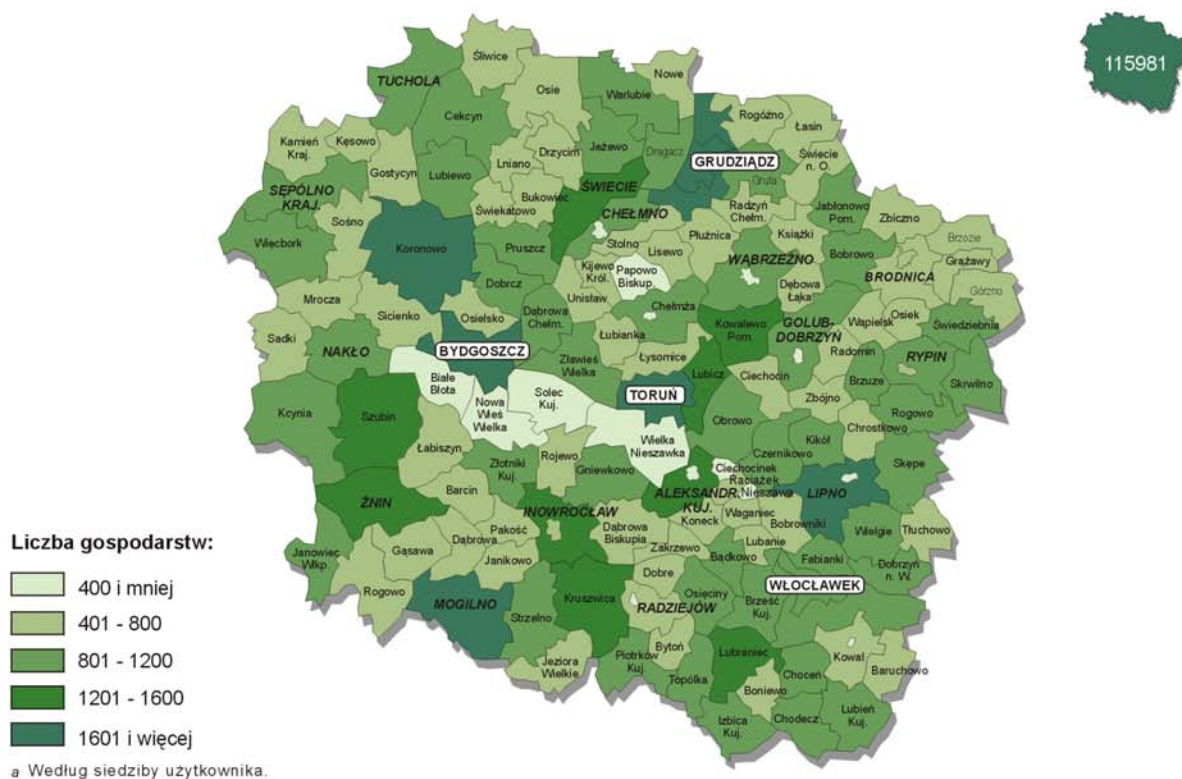 115981
Śliwice
TUCHOLA
Nowe
Osie
Warlubie
Cekcyn
Rogóźno
Łasin
Kamień
Kraj.
Kęsowo
Drzycim
Jeżewo
Dragacz
GRUDZIĄDZ
Świecie
n. O.
Lniano
Gostycyn
Lubiewo
Gruta
SĘPÓLNO
KRAJ.
ŚWIECIE
Bukowiec
Świekatowo
CHEŁMNO
Radzyń
Chełm.
Jabłonowo
Pom.
Zbiczno
Sośno
Płużnica
Książki
Brzozie
Więcbork
Koronowo
Pruszcz
Stolno
Lisewo
WĄBRZEŹNO
Bobrowo
Grążawy
Kijewo
Król.
Papowo
Biskup.
BRODNICA
Górzno
Dobrcz
Unisław
Dębowa
Łąka
Mrocza
Chełmża
Osiek
Sicienko
Osielsko
Dąbrowa
Chełm.
Kowalewo
Pom.
GOLUB-
DOBRZYŃ
Wapielsk
Świedziebnia
Sadki
Łubianka
NAKŁO
BYDGOSZCZ
Zławieś
Wielka
Łysomice
Radomin
RYPIN
Białe
Błota
Lubicz
Ciechocin
Brzuze
Skrwilno
Kcynia
Nowa
Wieś
Wielka
Solec
Kuj.
TORUŃ
Zbójno
Szubin
Obrowo
Rogowo
Chrostkowo
Łabiszyn
Wielka
Nieszawka
Kikół
Rojewo
Czernikowo
Złotniki
Kuj.
Gniewkowo
Ciechocinek
Skępe
Raciążek
ŻNIN
Barcin
ALEKSANDR.
KUJ.
Nieszawa
LIPNO
INOWROCŁAW
Waganiec
Koneck
Bobrowniki
Pakość
Dąbrowa
Biskupia
Wielgie
Tłuchowo
Dąbrowa
Lubanie
Zakrzewo
Janowiec
Wlkp.
Gąsawa
Bądkowo
Fabianki
Janikowo
Dobre
Dobrzyń
n. W.
Rogowo
WŁOCŁAWEK
Osięciny
MOGILNO
Kruszwica
RADZIEJÓW
Brześć
Kuj.
Strzelno
Bytoń
Lubraniec
Kowal
Jeziora
Wielkie
Piotrków
Kuj.
Baruchowo
Topólka
Choceń
Boniewo
Lubień
Kuj.
Izbica
Kuj.
Chodecz
Liczba gospodarstw:
400 i mniej
401 - 800
801 - 1200
1201 - 1600
1601 i więcej
a Według siedziby użytkownika.